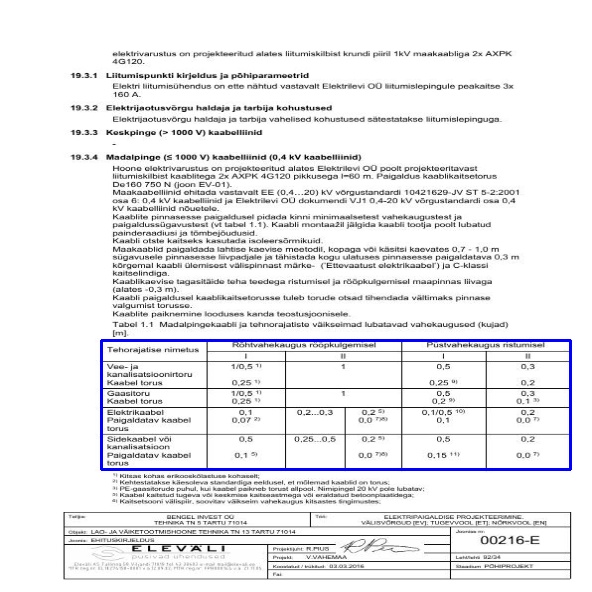 elektrivarustus on projekteeritud alates liitumiskilbist krundi piiril 1kV maakaabliga 2x AXPK
4G120.
19.3.1 Liitumispunkti kirjeldus ja põhiparameetrid
Elektri liitumisühendus on ette nähtud vastavalt Elektrilevi OÜ liitumislepingule peakaitse 3x
160 A.
19.3.2 Elektrijaotusvõrgu haldaja ja tarbija kohustused
Elektrijaotusvõrgu haldaja ja tarbija vahelised kohustused sätestatakse liitumislepinguga.
19.3.3 Keskpinge (> 1000 V) kaabelliinid
-
19.3.4 Madalpinge (≤ 1000 V) kaabelliinid (0,4 kV kaabelliinid)
Hoone elektrivarustus on projekteeritud alates Elektrilevi OÜ poolt projekteeritavast
liitumiskilbist kaabliitega 2x AXPK 4G120 pikkusega l=60 m. Paigaldus kaablikaitsetorus
De160 750 N (joon EV-01).
Maakaabelliinid ehitada vastavalt EE (0,4...20) kV võrgustandardi 10421629-JV ST 5-2:2001
osa 6: 0,4 kV kaabelliinid ja Elektrilevi OÜ dokumendi VJ1 0,4-20 kV võrgustandardi osa 0,4
kV kaabelliinid nõuetele.
Kaablite pinnasesse paigaldusel pidada kinni minimaalsetest vahekaugustest ja
paigaldussügavustest (vt tabel 1.1). Kaabli montaažil jälgida kaabli tootja poolt lubatud
painderaadiusi ja tõmbejõudusid.
Kaabli otste kaitseks kasutada isoleersõrmikuid.
Maakaablid paigaldada lahtise kaevise meetodil, kopaga või käsitsi kaevates 0,7 - 1,0 m
sügavusele pinnasesse liivpadjale ja tähistada kogu ulatuses pinnasesse paigaldatava 0,3 m
kõrgemal kaabli ülemisest välispinnast märke- ('Ettevaatust elektrikaabel') ja C-klassi
kaitselindiga.
Kaablikaevise tagasitäide teha teedega ristumisel ja rööpkulgemisel maapinnas liivaga
(alates -0,3 m).
Kaabli paigaldusel kaablikaitsetorusse tuleb torude otsad tihendada vältimaks pinnase
valgumist torusse.
Kaablite paiknemine looduses kanda teostusjoonisele.
Tabel 1.1 Madalpingekaabli ja tehnorajatiste väikseimad lubatavad vahekaugused (kujad)
[m].
Tehorajatise nimetus Rõhtvahekaugus rööpkulgemisel Püstvahekaugus ristumisel
I II I II
Vee- ja 1/0,5 1) 1 0,5 0,3
kanalisatsioonirtoru
Kaabel torus 0,25 1) 0,25 9) 0,2
Gaasitoru 1/0,5 1) 1 0,5 0,3
Kaabel torus 0,25 1) 0,2 9) 0,1 3)
Elektrikaabel 0,1 0,2...0,3 0,2 5) 0,1/0,5 10) 0,2
Paigaldatav kaabel 0,07 2) 0,0 7)8) 0,1 0,0 7)
torus
Sidekaabel või 0,5 0,25...0,5 0,2 5) 0,5 0,2
kanalisatsioon
Paigaldatav kaabel 0,1 5) 0,0 7)8) 0,15 11) 0,0 7)
torus
1) Kitsas kohas erikooskõlastuse kohaselt;
2) Kehtestatakse käesoleva standardiga eeldusel, et mõlemad kaablid on torus;
3) PE-gaasitorude puhul, kui kaabel paikneb torust allpool. Nimipingel 20 kV pole lubatav;
5) Kaabel kaitstud tugeva või keskmise kaitseastmega või eraldatud betoonplaatidega;
6) Kaitsetsooni välispiir, soovitav välkseim vahekaugus kitsastes tingimustes;
Tellija: BENGEL INVEST OÜ
TEHNIKA TN 5 TARTU 71014
Töö: ELEKTRIPAIGALDISE PROJEKTEERIMINE.
VÄLISVÕRGUD [EV], TUGEVVOOL [ET], NÕRKVOOL [EN]
Objekt: LAO- JA VÄIKETOOTMISHOONE TEHNIKA TN 13 TARTU 71014
Joonis: EHITUSKIRJELDUS
Joonise nr:
00216-E
ELEVALI
pusivad uhendused
Projektijuht: R.PIUS
Projekt: V.VAHEMAA
Koostatud / trükitud: 03.03.2016
Fail:
Leht/lehti 92/34
Staadium PÕHIPROJEKT